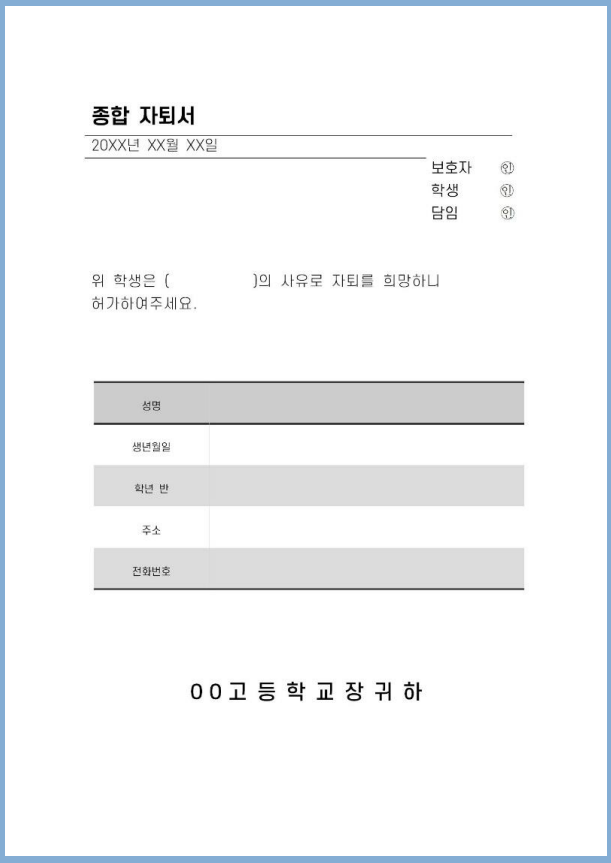 종합 자퇴서
20XX년 XX월 XX일
보호자 ㊞
학생 ㊞
담임 ㊞
위 학생은 ( )의 사유로 자퇴를 희망하니
허가하여주세요.
성명
생년월일
학년 반
주소
전화번호
00고등학교장귀하